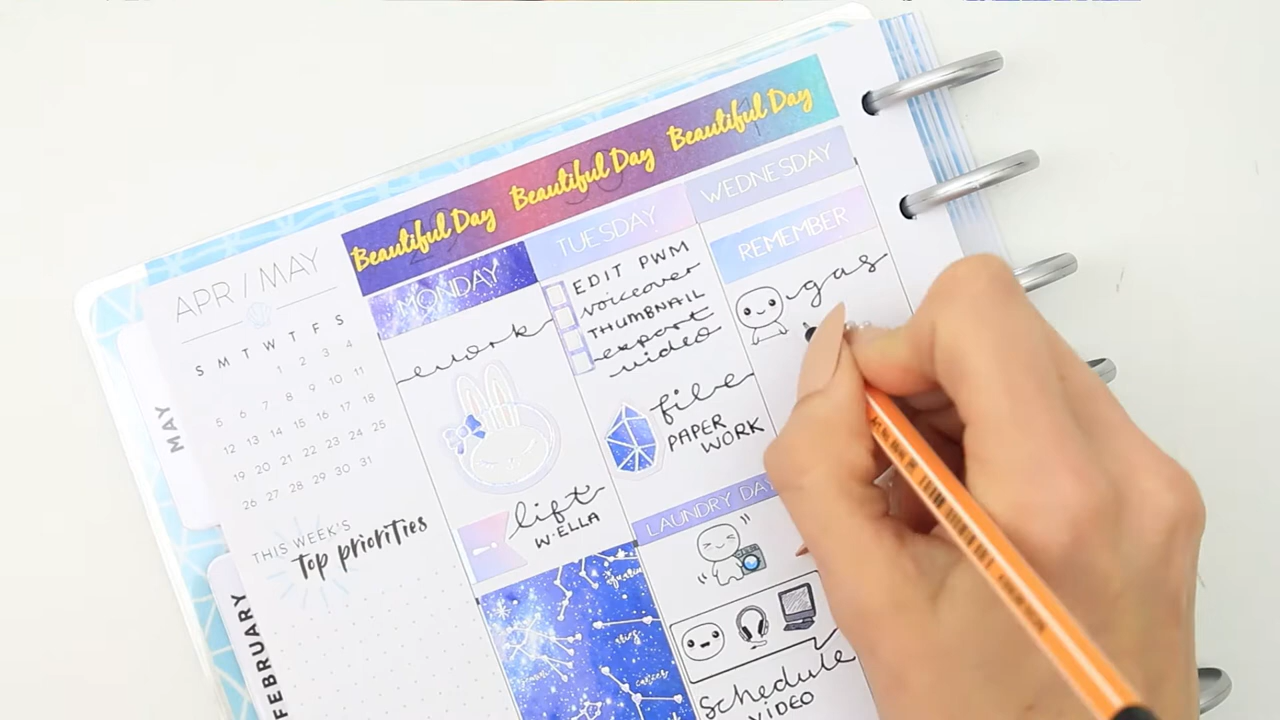 Beautiful Day Beautiful Day Beautiful Day
APR / MAY
S M T W T F S
1 2 3 4
5 6 7 8 9 10 11
12 13 14 15 16 17 18
19 20 21 22 23 24 25
26 27 28 29 30 31
THIS WEEK'S
top priorities
MAY
FEBRUARY
MONDAY
work
lift
W·ELLA
aquarius
aries
cancer
TUESDAY
EDIT PWM
voiceover
THUMBNAIL
export
video
file
PAPER
WORK
LAUNDRY DAY
Schedule
VIDEO
WEDNESDAY
REMEMBER
gas